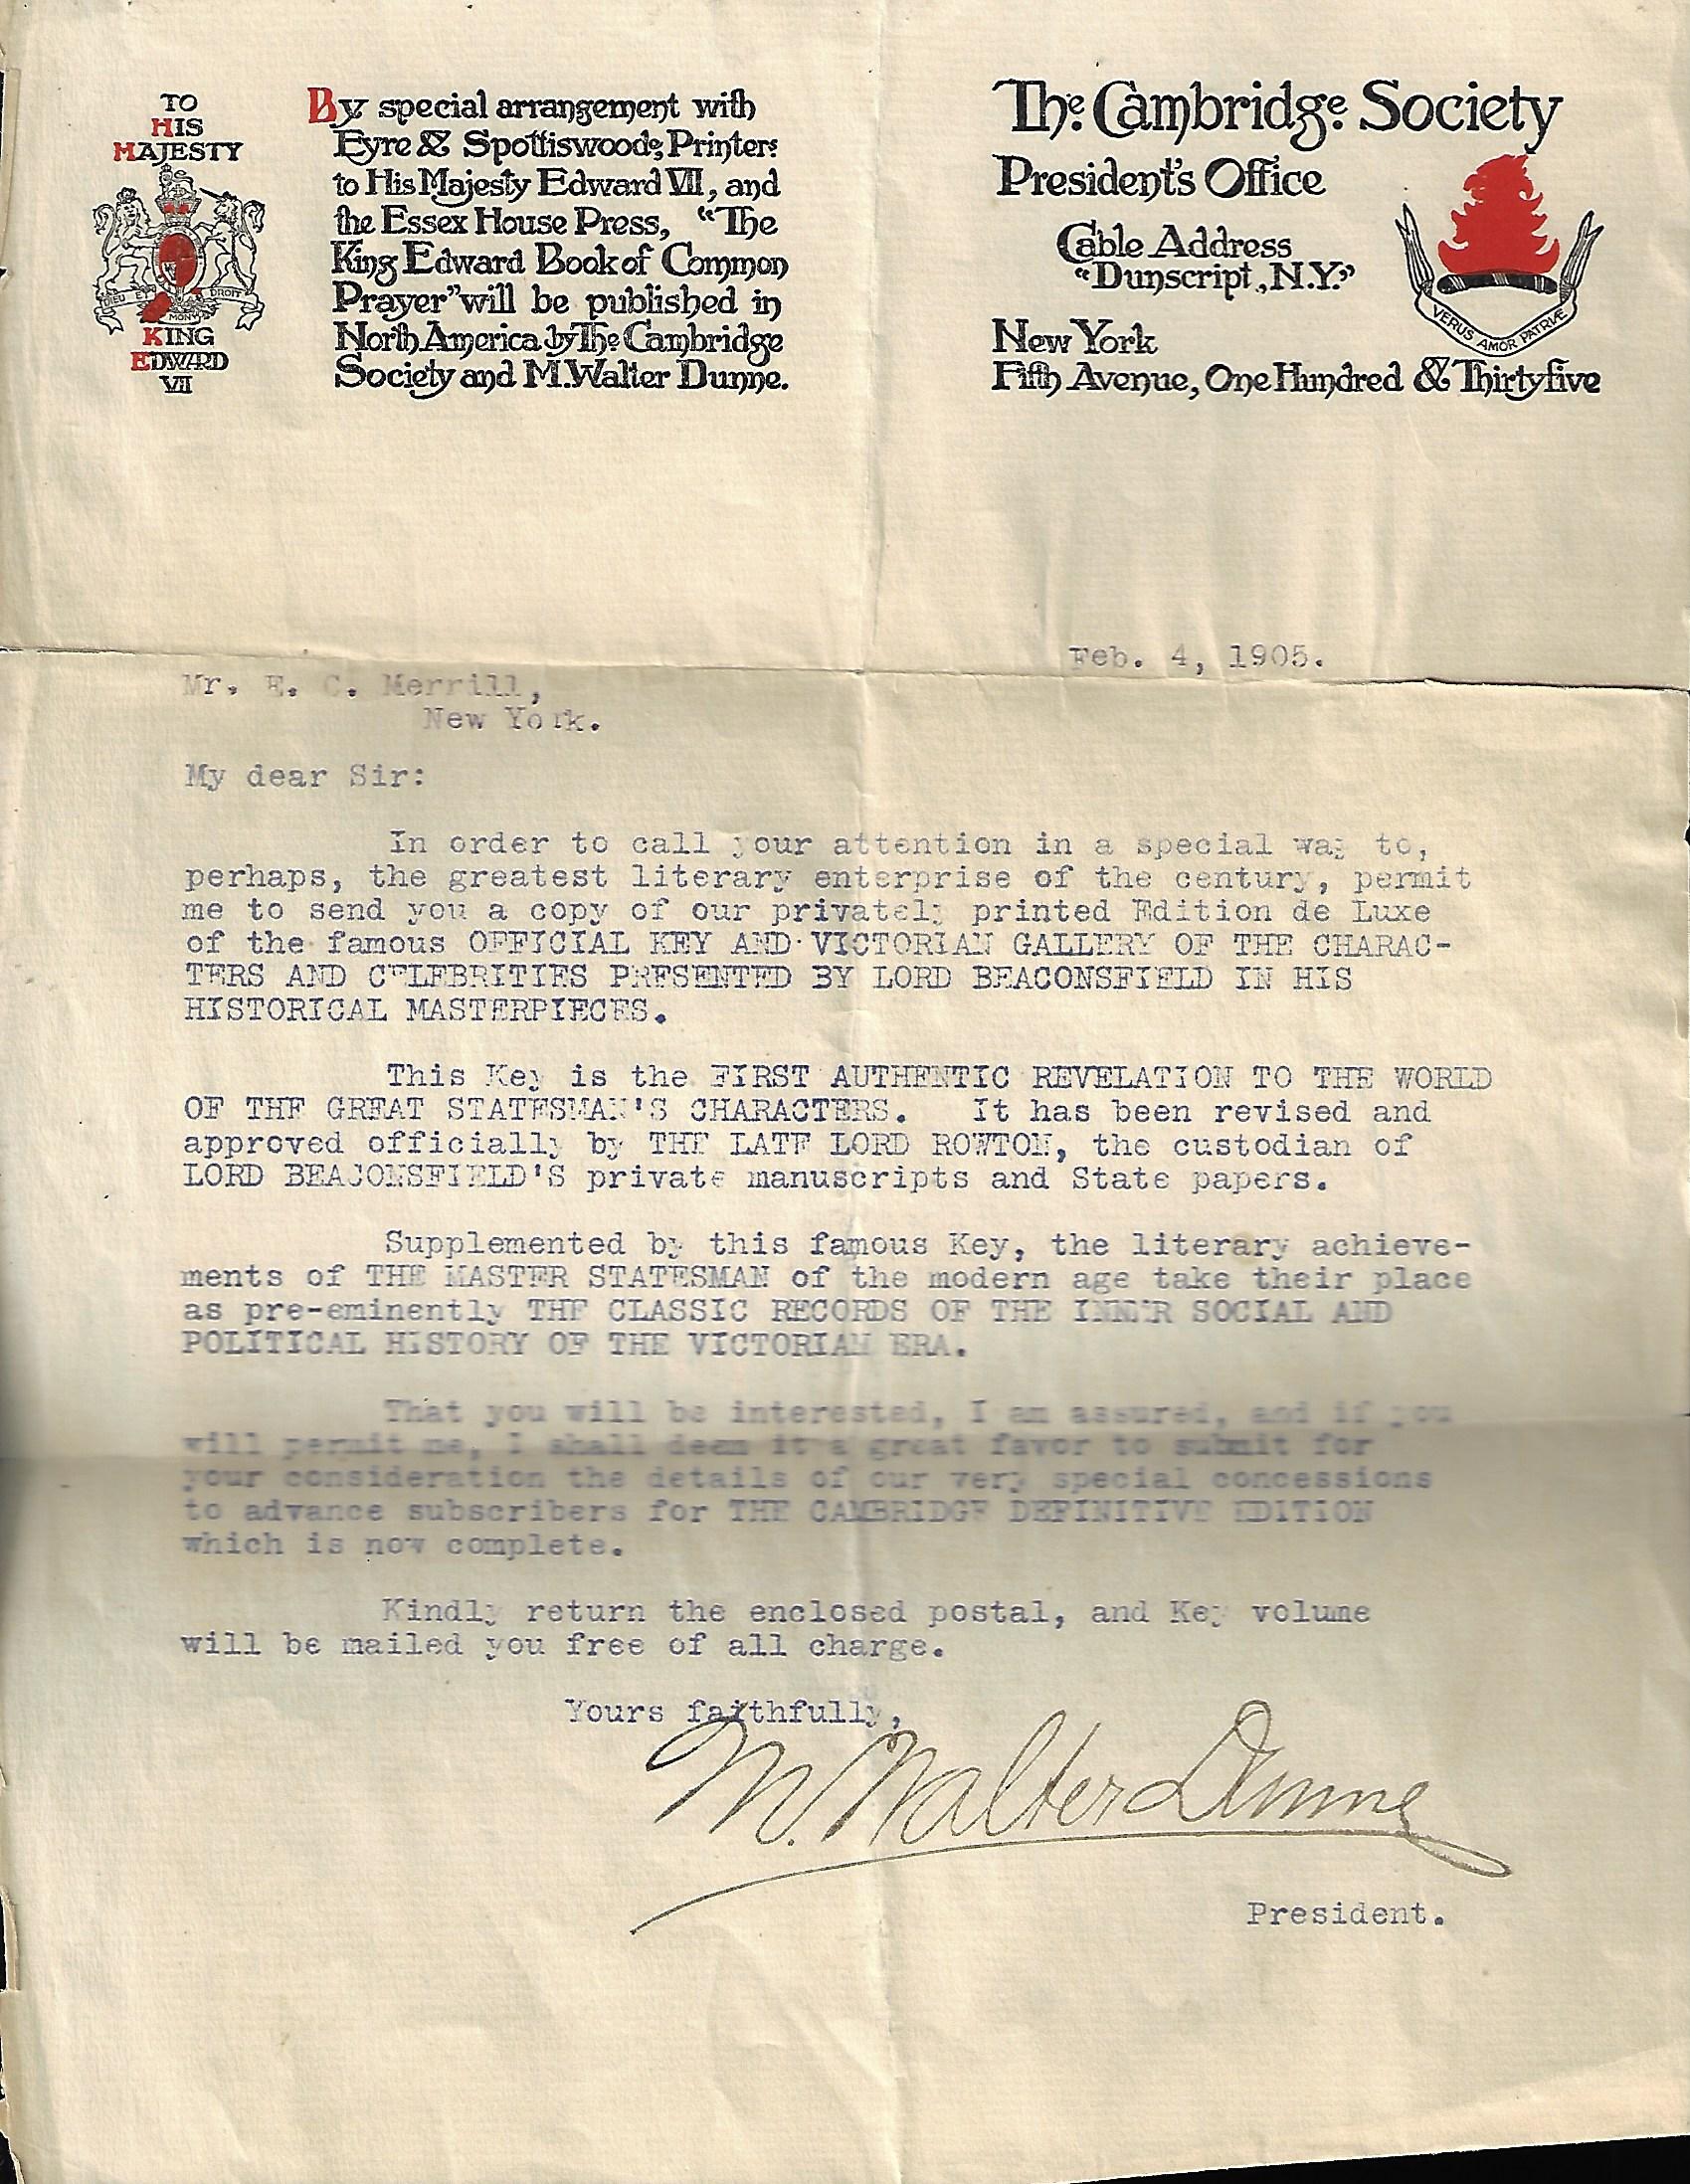 TO
HIS
MAJESTY
DIEU ET DROIT
MON
KING
EDWARD
VII
By special arrangement with
Eyre & Spottiswoode, Printers
to His Majesty Edward VII, and
the Essex House Press, "The
King Edward Book of Common
Prayer" will be published in
North America by The Cambridge
Society and M. Walter Dunne.
The Cambridge Society
President's Office
Cable Address
"Dunscript, N.Y."
New York
Fifth Avenue, One Hundred & Thirtyfive
VERUS AMOR PATRIÆ
Feb. 4, 1905.
Mr. E. C. Merrill,
New York.
My dear Sir:
In order to call your attention in a special way to,
perhaps, the greatest literary enterprise of the century, permit
me to send you a copy of our privately printed Edition de Luxe
of the famous OFFICIAL KEY AND VICTORIAN GALLERY OF THE CHARAC-
TERS AND CELEBRITIES PRESENTED BY LORD BEACONSFIELD IN HIS
HISTORICAL MASTERPIECES.
This Key is the FIRST AUTHENTIC REVELATION TO THE WORLD
OF THE GREAT STATESMAN'S CHARACTERS. It has been revised and
approved officially by THE LATE LORD ROWTON, the custodian of
LORD BEACONSFIELD'S private manuscripts and State papers.
Supplemented by this famous Key, the literary achieve-
ments of THE MASTER STATESMAN of the modern age take their place
as pre-eminently THE CLASSIC RECORDS OF THE INNER SOCIAL AND
POLITICAL HISTORY OF THE VICTORIAN ERA.
That you will be interested, I am assured, and if you
will permit me, I shall deem it a great favor to submit for
your consideration the details of our very special concessions
to advance subscribers for THE CAMBRIDGE DEFINITIVE EDITION
which is now complete.
Kindly return the enclosed postal, and Key volume
will be mailed you free of all charge.
Yours faithfully,
M. Walter Dunne
President.